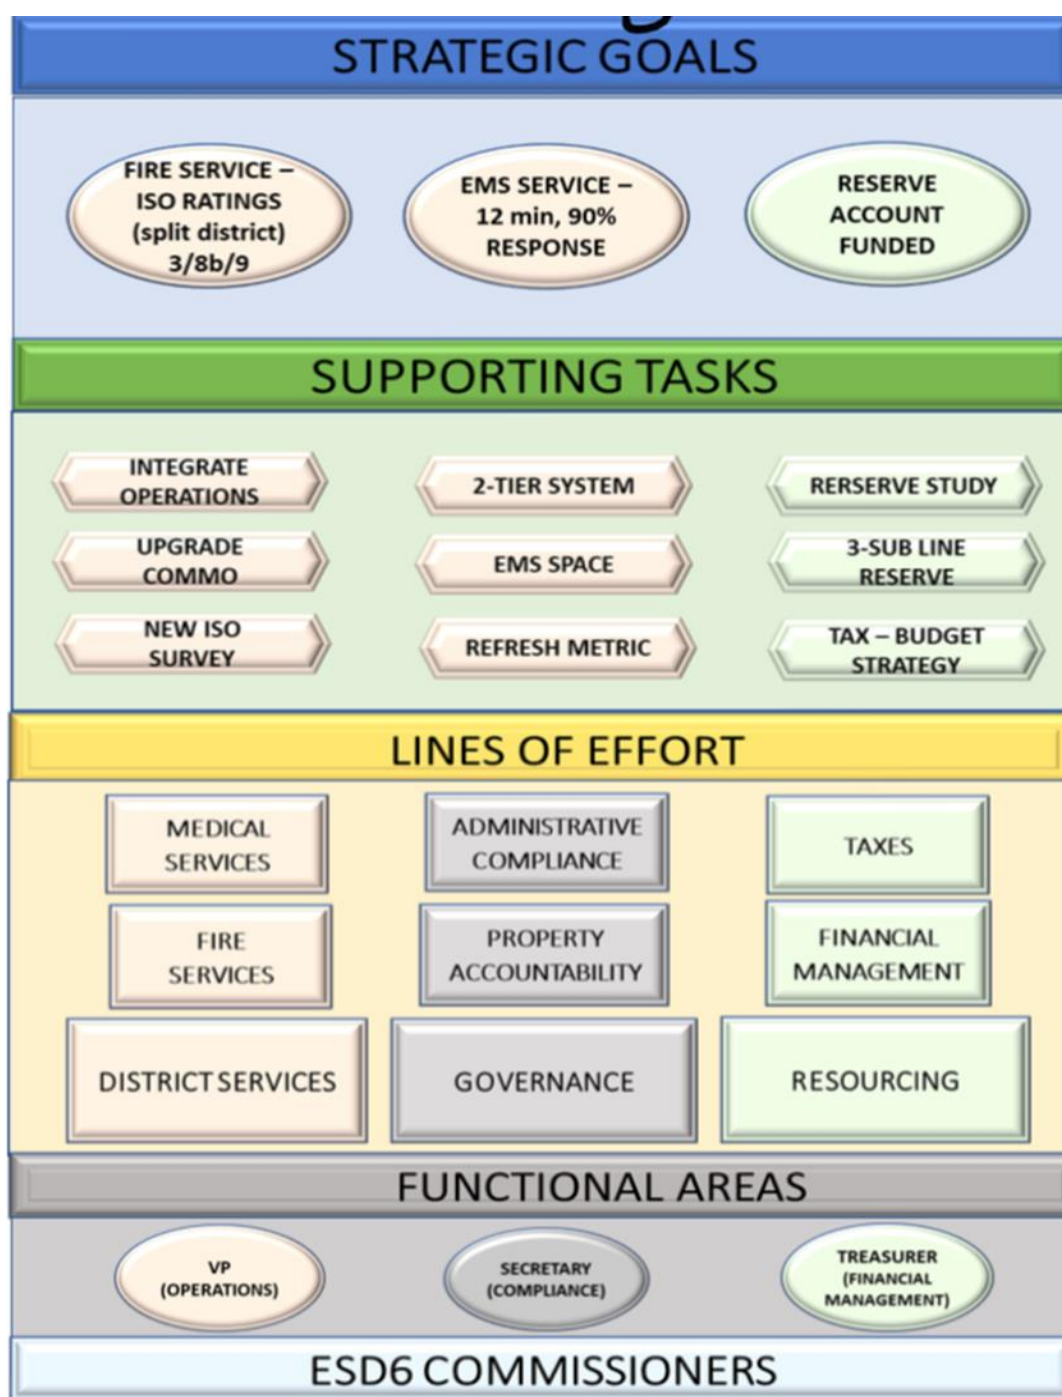 STRATEGIC GOALS
FIRE SERVICE –
ISO RATINGS
(split district)
3/8b/9
EMS SERVICE –
12 min, 90%
RESPONSE
RESERVE
ACCOUNT
FUNDED
SUPPORTING TASKS
INTEGRATE
OPERATIONS
2-TIER SYSTEM
RERSERVE STUDY
UPGRADE
COMMO
EMS SPACE
3-SUB LINE
RESERVE
NEW ISO
SURVEY
REFRESH METRIC
TAX – BUDGET
STRATEGY
LINES OF EFFORT
MEDICAL
SERVICES
ADMINISTRATIVE
COMPLIANCE
TAXES
FIRE
SERVICES
PROPERTY
ACCOUNTABILITY
FINANCIAL
MANAGEMENT
DISTRICT SERVICES
GOVERNANCE
RESOURCING
FUNCTIONAL AREAS
VP
(OPERATIONS)
SECRETARY
(COMPLIANCE)
TREASURER
(FINANCIAL
MANAGEMENT)
ESD6 COMMISSIONERS